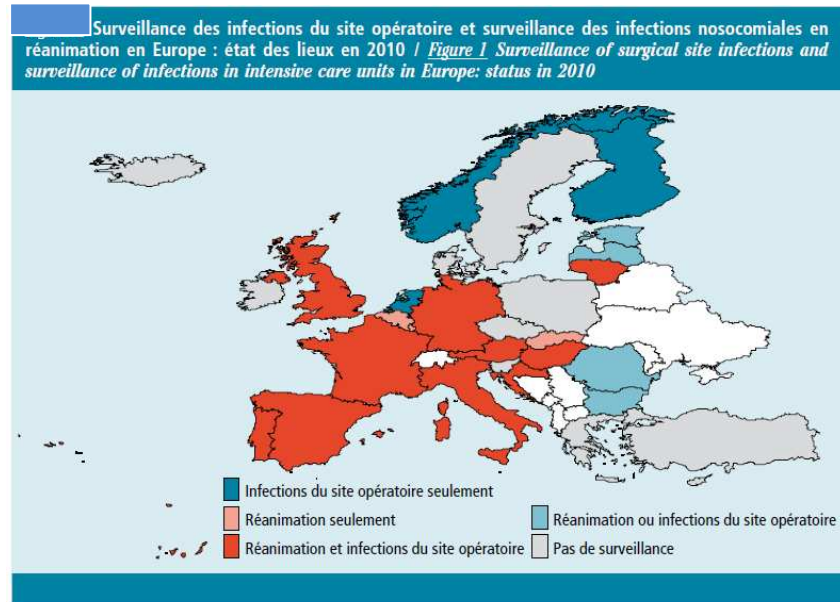 Surveillance des infections du site opératoire et surveillance des infections nosocomiales en
réanimation en Europe : état des lieux en 2010 / Figure 1 Surveillance of surgical site infections and
surveillance of infections in intensive care units in Europe: status in 2010
Infections du site opératoire seulement
Réanimation seulement
Réanimation ou infections du site opératoire
Réanimation et infections du site opératoire
Pas de surveillance